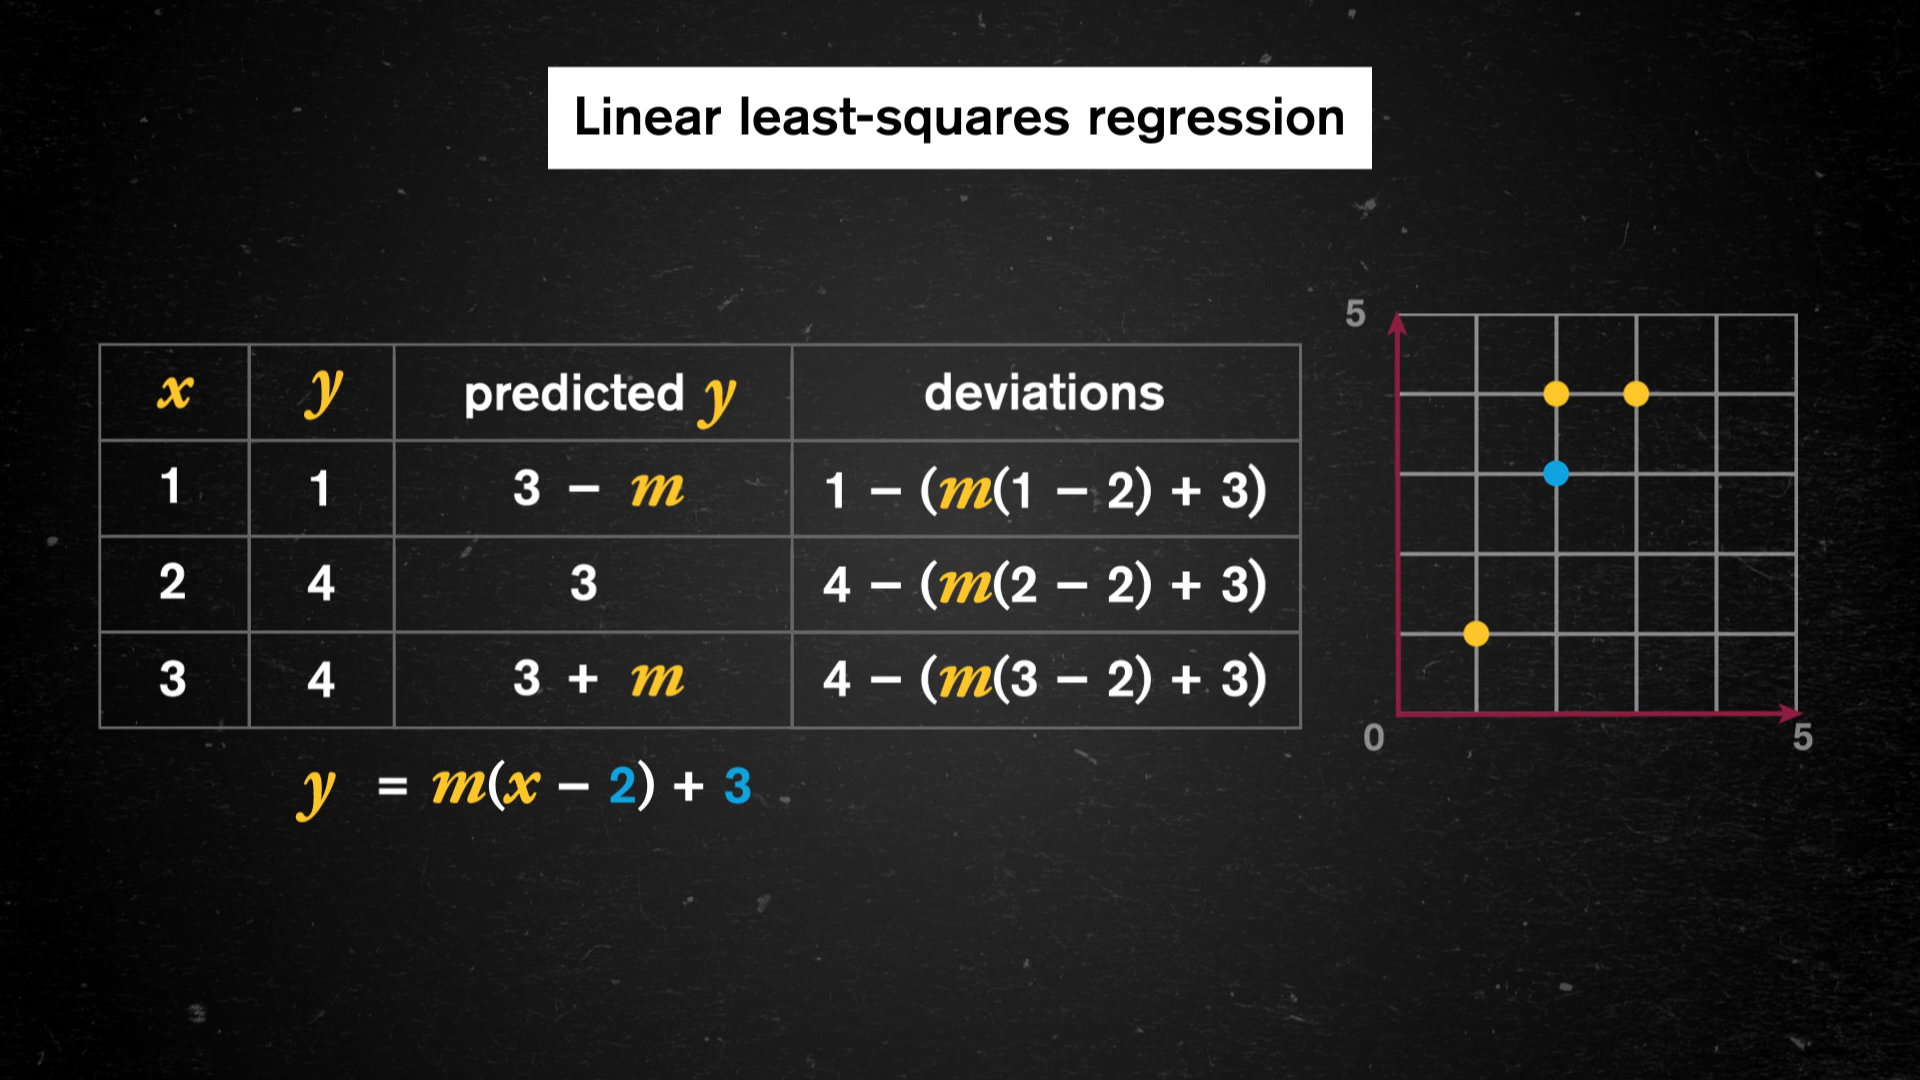 Linear least-squares regression
x y predicted y deviations
1 1 3 − m 1 − (m(1 − 2) + 3)
2 4 3 4 − (m(2 − 2) + 3)
3 4 3 + m 4 − (m(3 − 2) + 3)
y = m(x − 2) + 3
5
0
5